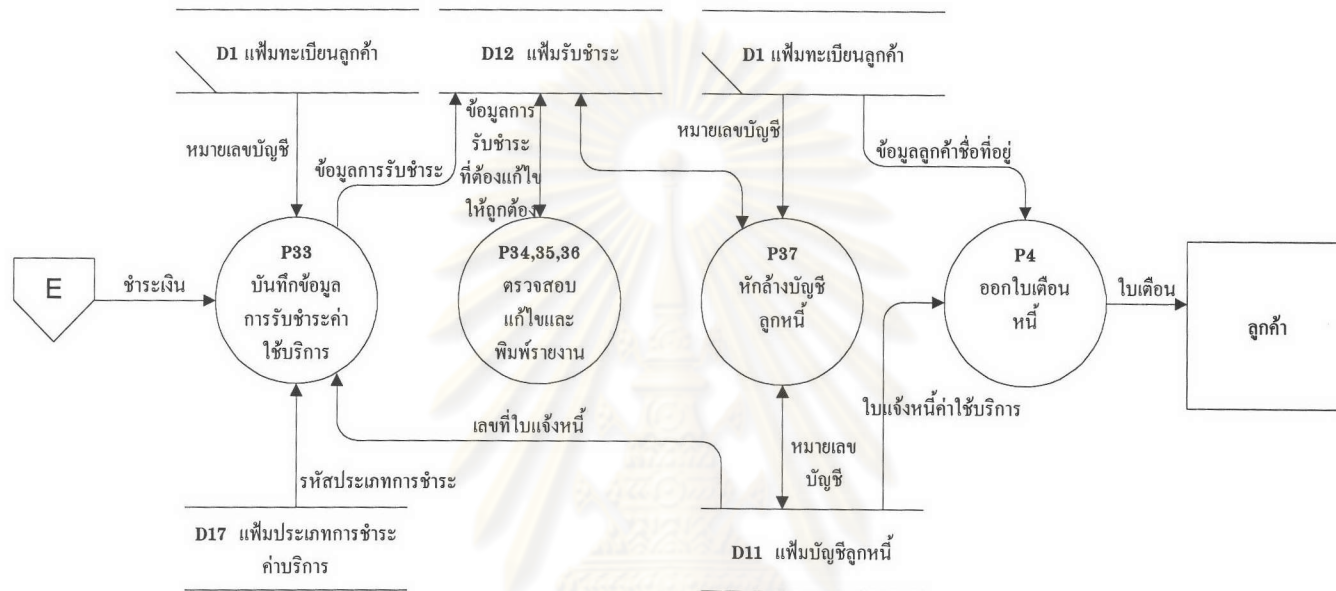 D1 แฟ้มทะเบียนลูกค้า
D12 แฟ้มรับชำระ
D1 แฟ้มทะเบียนลูกค้า
หมายเลขบัญชี
ข้อมูลการรับชำระ
ข้อมูลการ
รับชำระ
ที่ต้องแก้ไข
ให้ถูกต้อง
หมายเลขบัญชี
ข้อมูลลูกค้าชื่อที่อยู่
E
ชำระเงิน
P33
บันทึกข้อมูล
การรับชำระค่า
ใช้บริการ
P34,35,36
ตรวจสอบ
แก้ไขและ
พิมพ์รายงาน
P37
หักล้างบัญชี
ลูกหนี้
P4
ออกใบเตือน
หนี้
ใบเตือน
ลูกค้า
เลขที่ใบแจ้งหนี้
หมายเลข
บัญชี
ใบแจ้งหนี้ค่าใช้บริการ
รหัสประเภทการชำระ
D17 แฟ้มประเภทการชำระ
ค่าบริการ
D11 แฟ้มบัญชีลูกหนี้